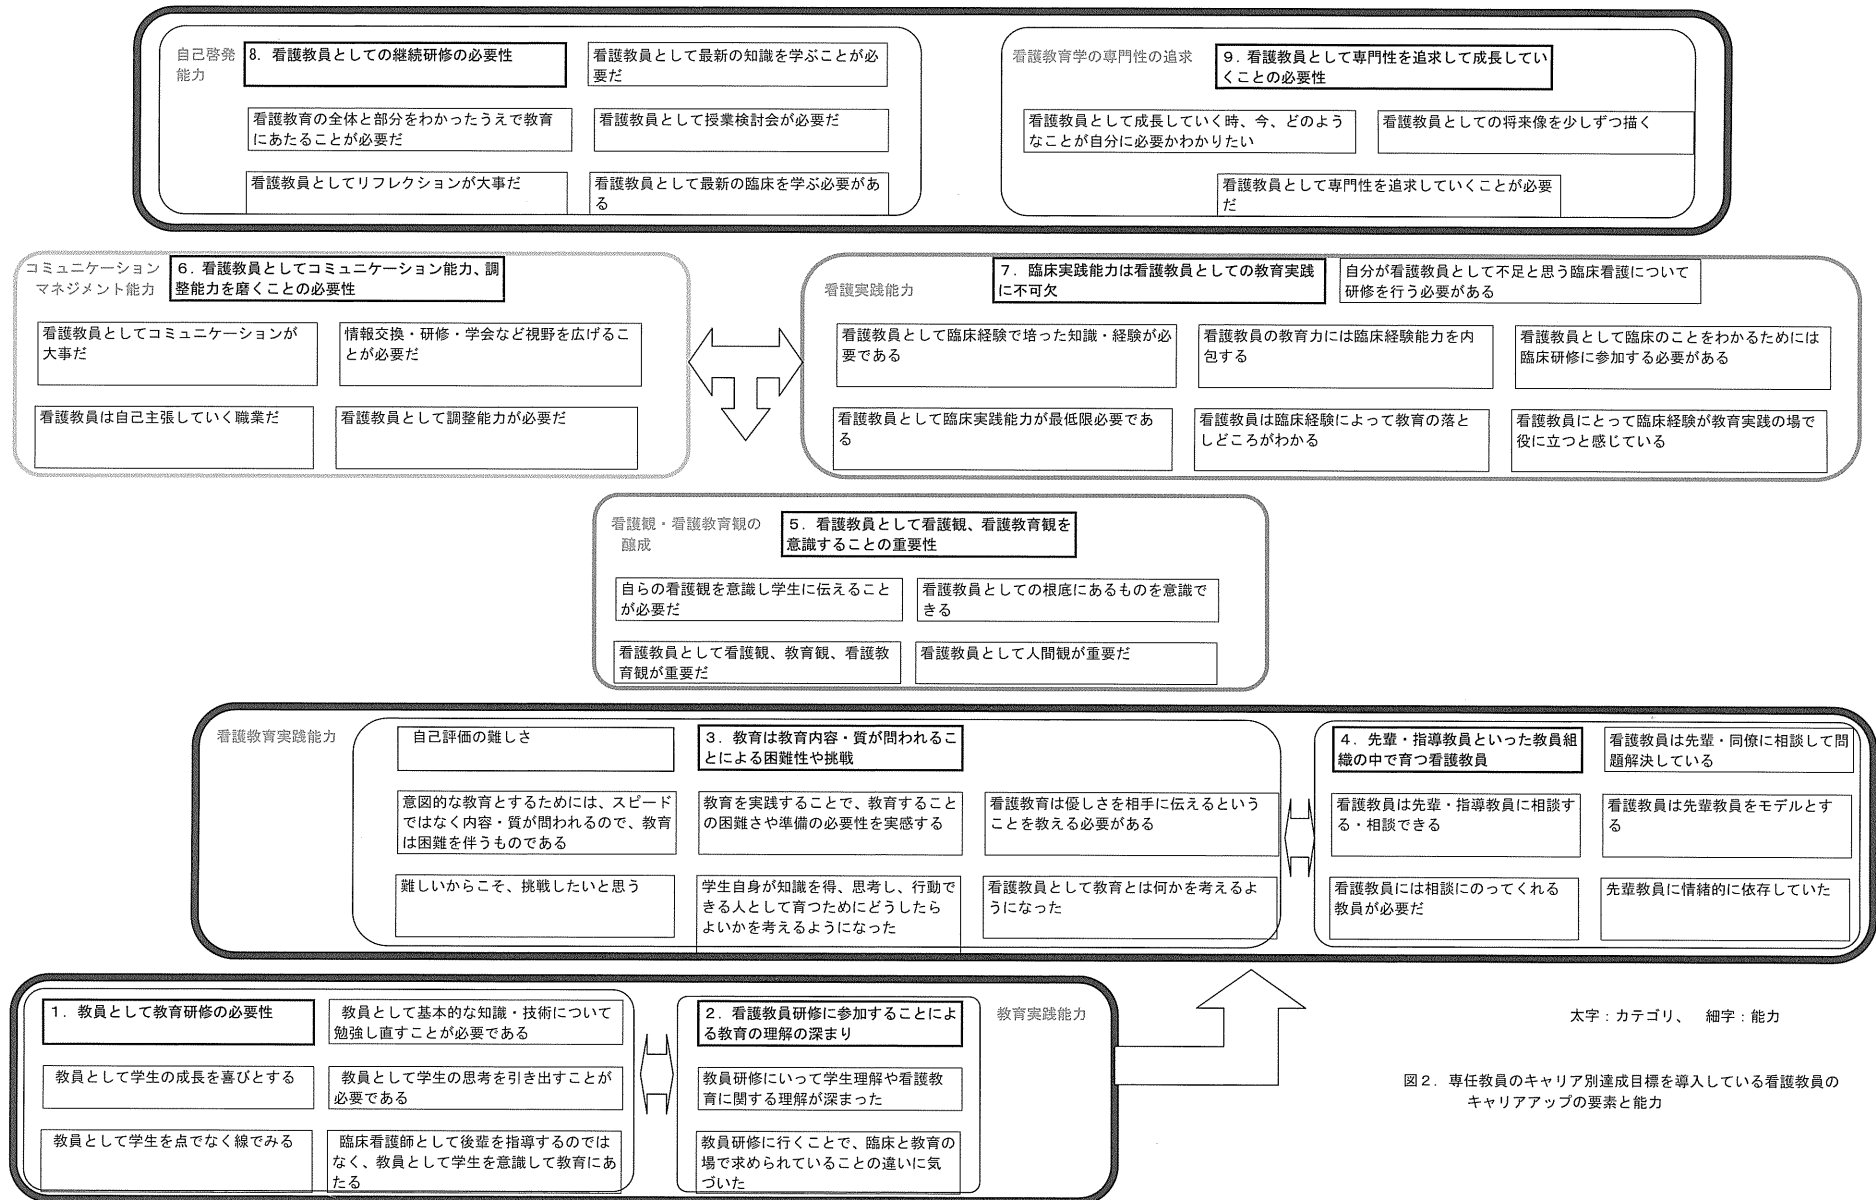 自己啓発
能力
8．看護教員としての継続研修の必要性
看護教員として最新の知識を学ぶことが必
要だ
看護教育の全体と部分をわかったうえで教育
にあたることが必要だ
看護教員として授業検討会が必要だ
看護教員としてリフレクションが大事だ
看護教員として最新の臨床を学ぶ必要があ
る
看護教育学の専門性の追求
9．看護教員として専門性を追求して成長してい
くことの必要性
看護教員として成長していく時、今、どのよう
なことが自分に必要かわかりたい
看護教員としての将来像を少しずつ描く
看護教員として専門性を追求していくことが必要
だ
コミュニケーション
マネジメント能力
6．看護教員としてコミュニケーション能力、調
整能力を磨くことの必要性
看護教員としてコミュニケーションが
大事だ
情報交換・研修・学会など視野を広げるこ
とが必要だ
看護教員は自己主張していく職業だ
看護教員として調整能力が必要だ
看護実践能力
7．臨床実践能力は看護教員としての教育実践
に不可欠
自分が看護教員として不足と思う臨床看護について
研修を行う必要がある
看護教員として臨床経験で培った知識・経験が必
要である
看護教員の教育力には臨床経験能力を内
包する
看護教員として臨床のことをわかるためには
臨床研修に参加する必要がある
看護教員として臨床実践能力が最低限必要であ
る
看護教員は臨床経験によって教育の落と
しどころがわかる
看護教員にとって臨床経験が教育実践の場で
役に立つと感じている
看護観・看護教育観の
醸成
5．看護教員として看護観、看護教育観を
意識することの重要性
自らの看護観を意識し学生に伝えること
が必要だ
看護教員としての根底にあるものを意識で
きる
看護教員として看護観、教育観、看護教
育観が重要だ
看護教員として人間観が重要だ
看護教育実践能力
自己評価の難しさ
3．教育は教育内容・質が問われるこ
とによる困難性や挑戦
意図的な教育とするためには、スピード
ではなく内容・質が問われるので、教育
は困難を伴うものである
教育を実践することで、教育すること
の困難さや準備の必要性を実感する
看護教育は優しさを相手に伝えるという
ことを教える必要がある
難しいからこそ、挑戦したいと思う
学生自身が知識を得、思考し、行動で
きる人として育つためにどうしたら
よいかを考えるようになった
看護教員として教育とは何かを考えるよ
うになった
4．先輩・指導教員といった教員組
織の中で育つ看護教員
看護教員は先輩・同僚に相談して問
題解決している
看護教員は先輩・指導教員に相談す
る・相談できる
看護教員は先輩教員をモデルとす
る
看護教員には相談にのってくれる
教員が必要だ
先輩教員に情緒的に依存していた
1．教員として教育研修の必要性
教員として基本的な知識・技術について
勉強し直すことが必要である
教員として学生の成長を喜びとする
教員として学生の思考を引き出すことが
必要である
教員として学生を点でなく線でみる
臨床看護師として後輩を指導するのでは
なく、教員として学生を意識して教育にあ
たる
2．看護教員研修に参加することによ
る教育の理解の深まり
教育実践能力
教員研修にいって学生理解や看護教
育に関する理解が深まった
教員研修に行くことで、臨床と教育の
場で求められていることの違いに気
づいた
太字：カテゴリ、　細字：能力
図2．専任教員のキャリア別達成目標を導入している看護教員の
キャリアアップの要素と能力